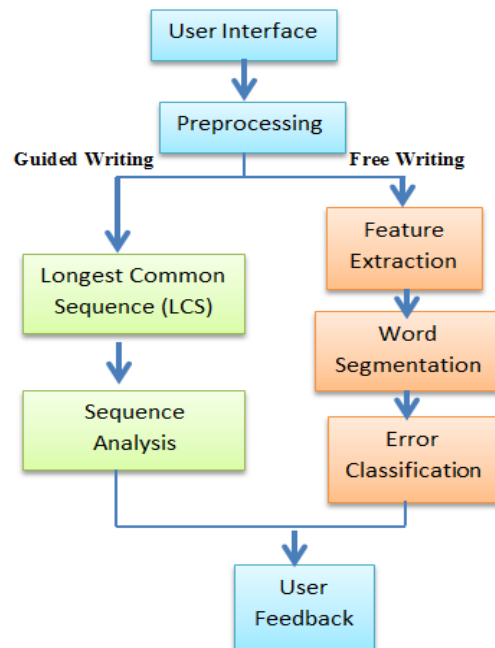 User Interface
Preprocessing
Guided Writing
Free Writing
Longest Common
Sequence (LCS)
Sequence
Analysis
Feature
Extraction
Word
Segmentation
Error
Classification
User
Feedback